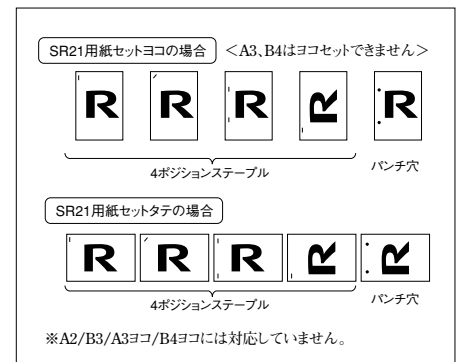 SR21用紙セットヨコの場合 <A3、B4はヨコセットできません>
R R R R R
4ポジションステープル パンチ穴
SR21用紙セットタテの場合
R R R R R
4ポジションステープル パンチ穴
※A2/B3/A3ヨコ/B4ヨコには対応していません。